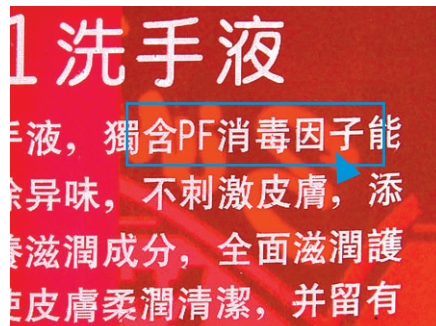 1洗手液
手液，獨含PF消毒因子能
除异味，不刺激皮膚，添
養滋潤成分，全面滋潤護
使皮膚柔潤清潔，并留有